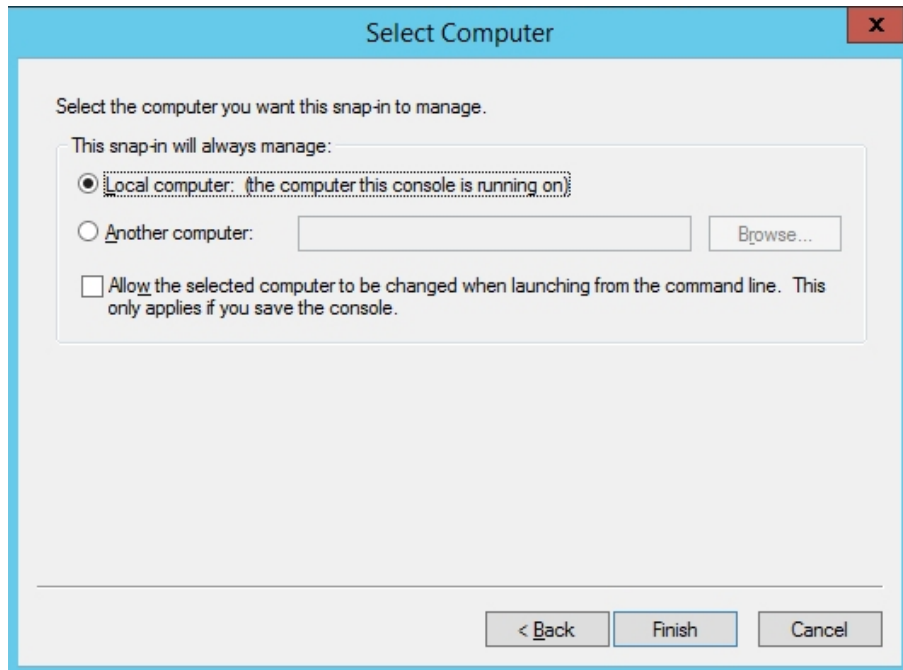 Select Computer
x
Select the computer you want this snap-in to manage.
This snap-in will always manage:
Local computer: (the computer this console is running on)
Another computer:
Browse...
Allow the selected computer to be changed when launching from the command line. This
only applies if you save the console.
< Back
Finish
Cancel